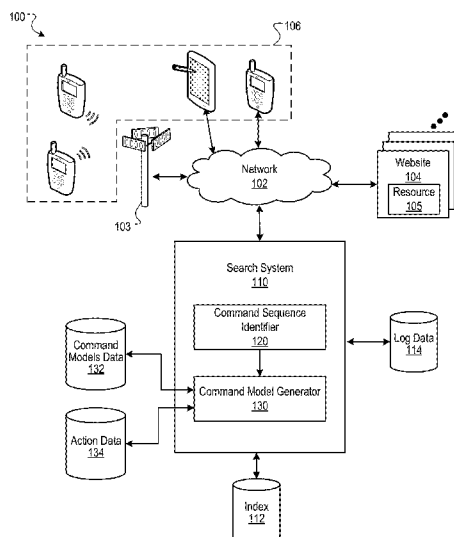 100
106
Network
102
Website
104
Resource
105
103
Search System
110
Command Sequence
Identifier
120
Command
Models Data
132
Log Data
114
Command Model Generator
130
Action Data
134
Index
112